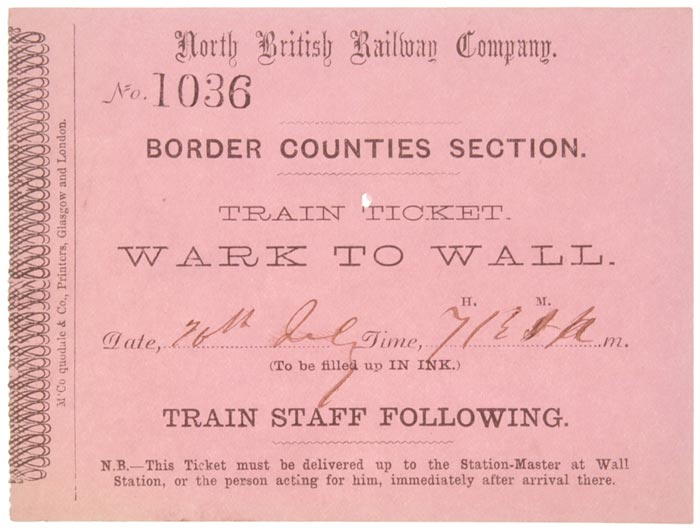 North British Railway Company.
No. 1036
BORDER COUNTIES SECTION.
TRAIN TICKET.
WARK TO WALL.
H. M.
Date, July Time, 7 A m.
(To be filled up IN INK.)
TRAIN STAFF FOLLOWING.
N.B.—This Ticket must be delivered up to the Station-Master at Wall
Station, or the person acting for him, immediately after arrival there.
M'Corquodale & Co., Printers, Glasgow and London.